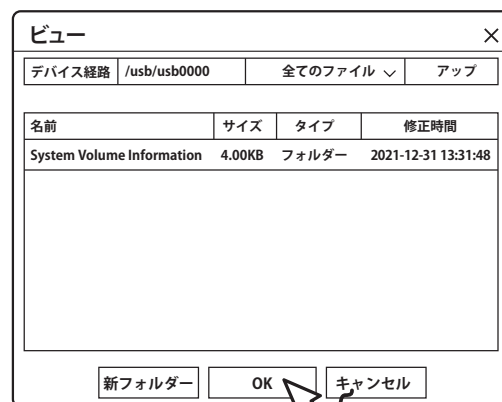 ビュー
デバイス経路 /usb/usb0000 全てのファイル アップ
名前 サイズ タイプ 修正時間
System Volume Information 4.00KB フォルダー 2021-12-31 13:31:48
新フォルダー OK キャンセル